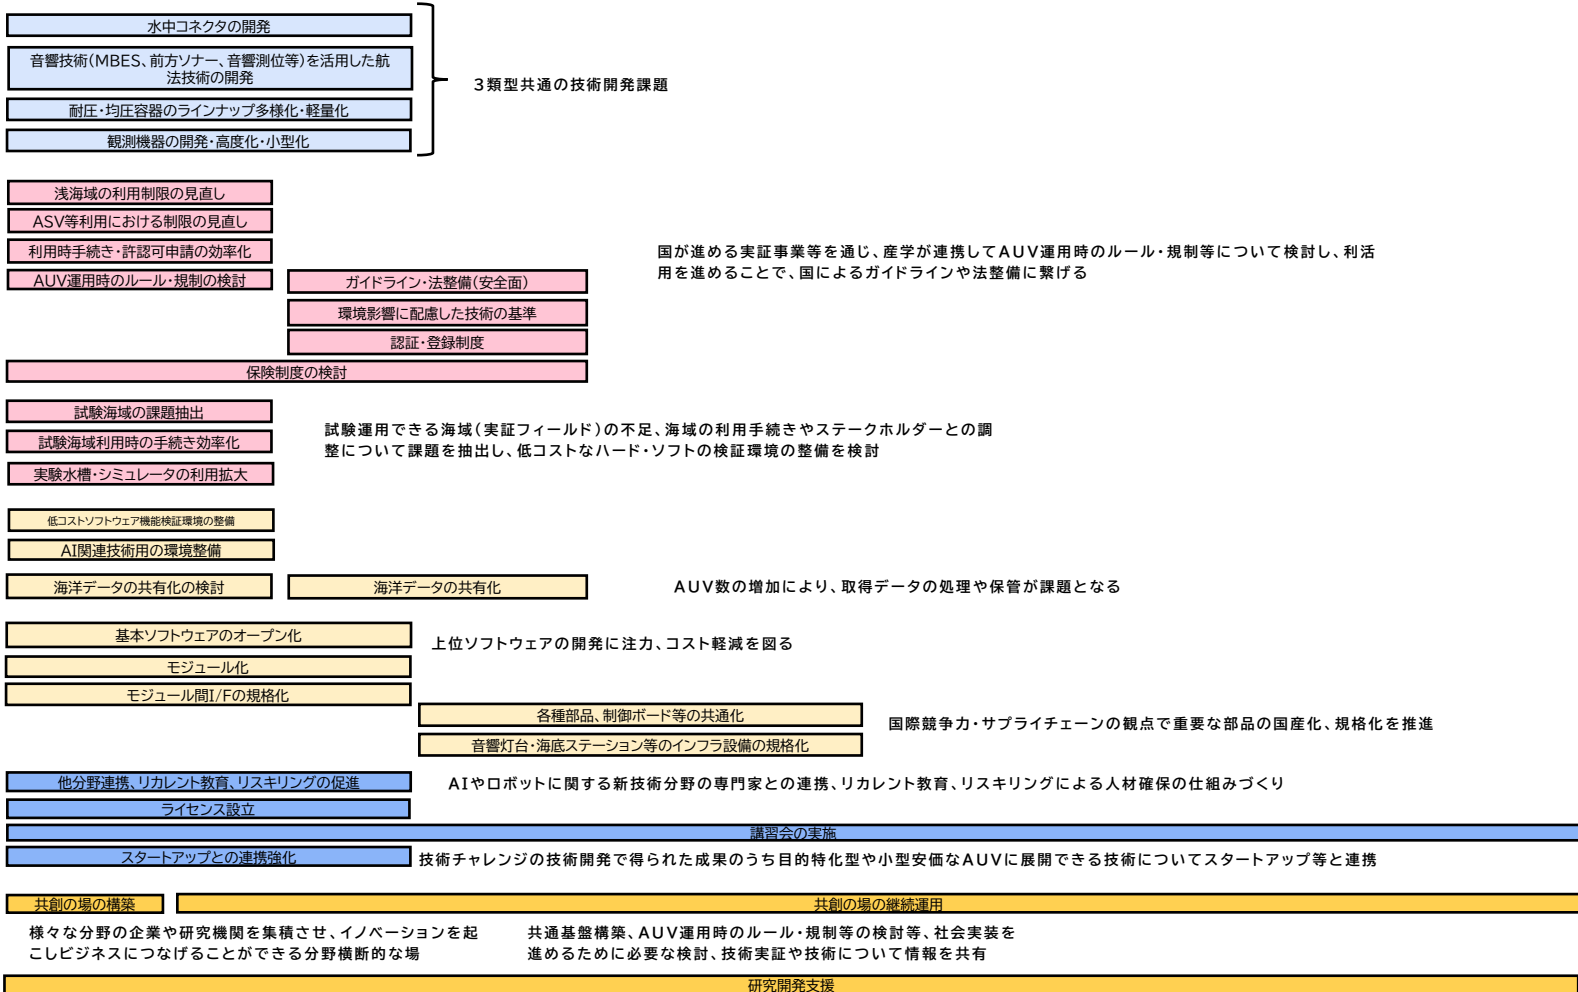 水中コネクタの開発
音響技術(MBES、前方ソナー、音響測位等)を活用した航
法技術の開発
3類型共通の技術開発課題
耐圧・均圧容器のラインナップ多様化・軽量化
観測機器の開発・高度化・小型化
浅海域の利用制限の見直し
ASV等利用における制限の見直し
利用時手続き・許認可申請の効率化
AUV運用時のルール・規制の検討
国が進める実証事業等を通じ、産学が連携してAUV運用時のルール・規制等について検討し、利活
用を進めることで、国によるガイドラインや法整備に繋げる
ガイドライン・法整備(安全面)
環境影響に配慮した技術の基準
認証・登録制度
保険制度の検討
試験海域の課題抽出
試験海域利用時の手続き効率化
実験水槽・シミュレータの利用拡大
試験運用できる海域(実証フィールド)の不足、海域の利用手続きやステークホルダーとの調
整について課題を抽出し、低コストなハード・ソフトの検証環境の整備を検討
低コストソフトウェア機能検証環境の整備
AI関連技術用の環境整備
海洋データの共有化の検討
海洋データの共有化
AUV数の増加により、取得データの処理や保管が課題となる
基本ソフトウェアのオープン化
上位ソフトウェアの開発に注力、コスト軽減を図る
モジュール化
モジュール間I/Fの規格化
各種部品、制御ボード等の共通化
国際競争力・サプライチェーンの観点で重要な部品の国産化、規格化を推進
音響灯台・海底ステーション等のインフラ設備の規格化
他分野連携、リカレント教育、リスキリングの促進
AIやロボットに関する新技術分野の専門家との連携、リカレント教育、リスキリングによる人材確保の仕組みづくり
ライセンス設立
講習会の実施
スタートアップとの連携強化
技術チャレンジの技術開発で得られた成果のうち目的特化型や小型安価なAUVに展開できる技術についてスタートアップ等と連携
共創の場の構築
共創の場の継続運用
様々な分野の企業や研究機関を集積させ、イノベーションを起
こしビジネスにつなげることができる分野横断的な場
共通基盤構築、AUV運用時のルール・規制等の検討等、社会実装を
進めるために必要な検討、技術実証や技術について情報を共有
研究開発支援